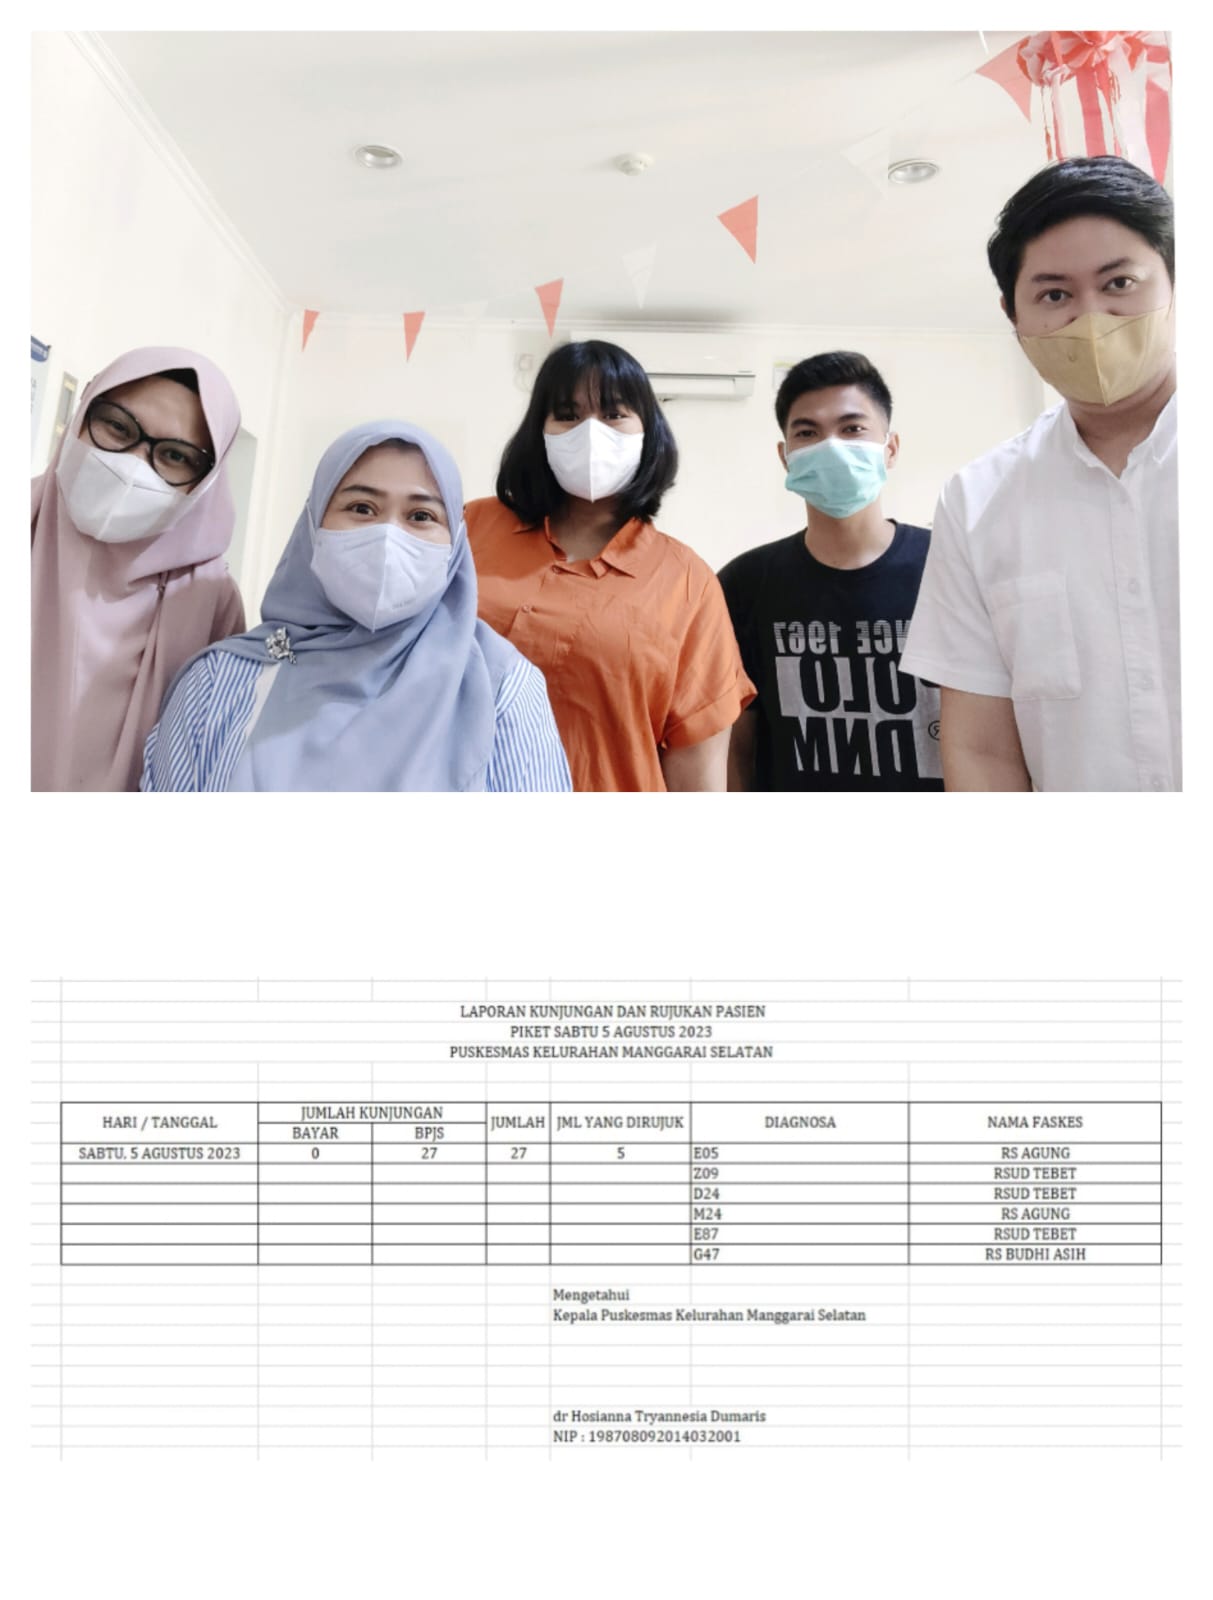 NCE 1967
OLO
DNM
®
LAPORAN KUNJUNGAN DAN RUJUKAN PASIEN
PIKET SABTU 5 AGUSTUS 2023
PUSKESMAS KELURAHAN MANGGARAI SELATAN
HARI / TANGGAL JUMLAH KUNJUNGAN JUMLAH JML YANG DIRUJUK DIAGNOSA NAMA FASKES
BAYAR BPJS
SABTU, 5 AGUSTUS 2023 0 27 27 5 E05 RS AGUNG
Z09 RSUD TEBET
D24 RSUD TEBET
M24 RS AGUNG
E87 RSUD TEBET
G47 RS BUDHI ASIH
Mengetahui
Kepala Puskesmas Kelurahan Manggarai Selatan
dr Hosianna Tryannesia Dumaris
NIP : 198708092014032001